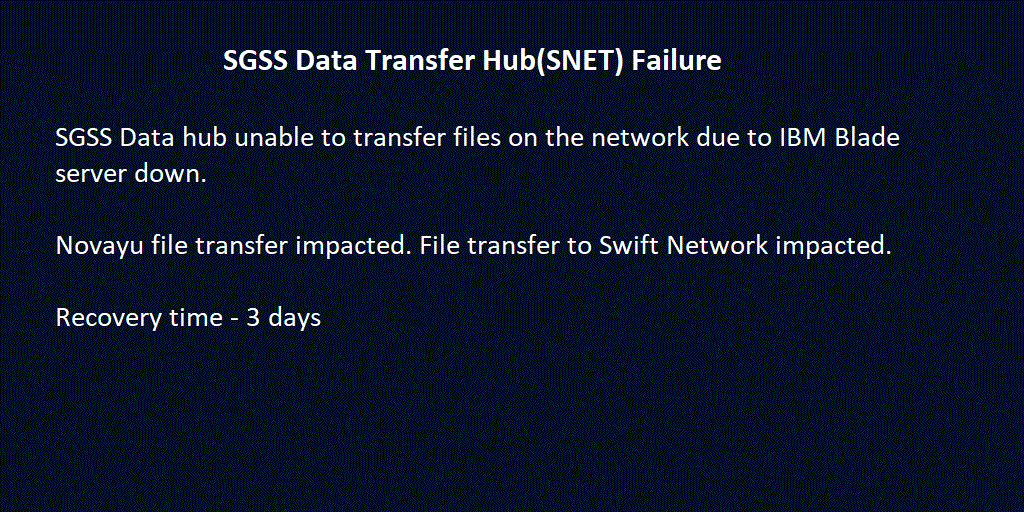 SGSS Data Transfer Hub(SNET) Failure
SGSS Data hub unable to transfer files on the network due to IBM Blade
server down.
Novayu file transfer impacted. File transfer to Swift Network impacted.
Recovery time - 3 days